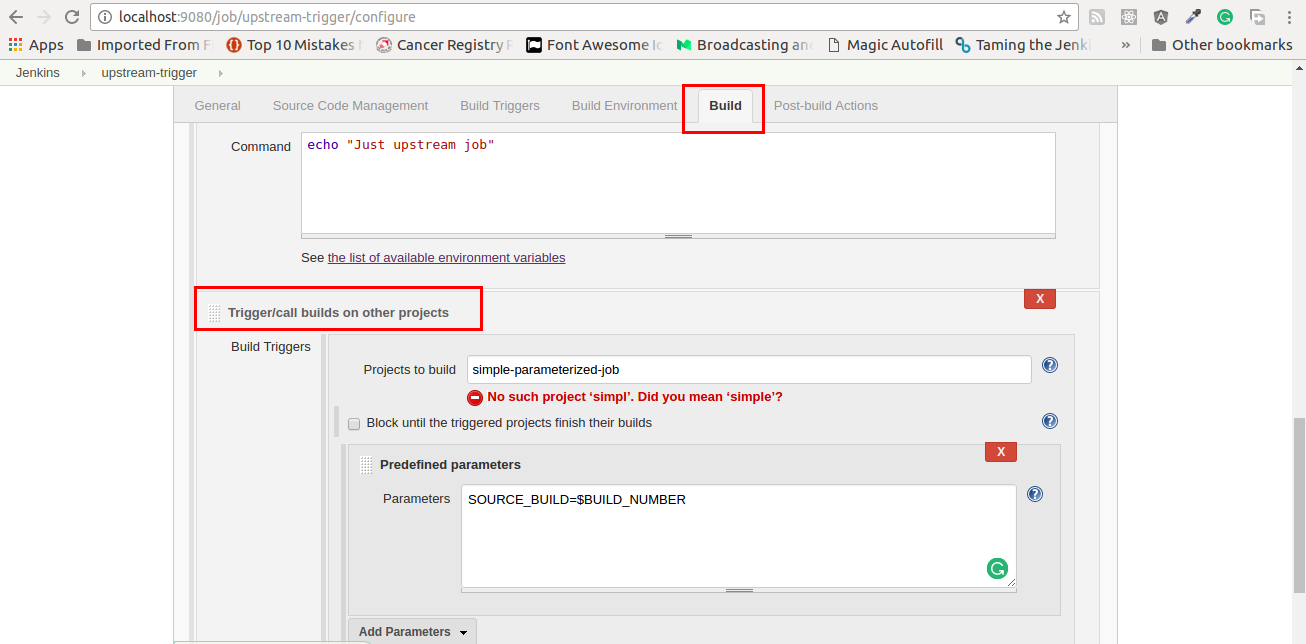 localhost:9080/job/upstream-trigger/configure
Apps Imported From F Top 10 Mistakes Cancer Registry Font Awesome Broadcasting an Magic Autofill Taming the Jenk » Other bookmarks
Jenkins upstream-trigger
General Source Code Management Build Triggers Build Environment Build Post-build Actions
Command echo "Just upstream job"
See the list of available environment variables
X
Trigger/call builds on other projects
Build Triggers
Projects to build simple-parameterized-job ?
No such project ‘simpl’. Did you mean ‘simple’?
Block until the triggered projects finish their builds ?
X
Predefined parameters
Parameters SOURCE_BUILD=$BUILD_NUMBER ?
Add Parameters